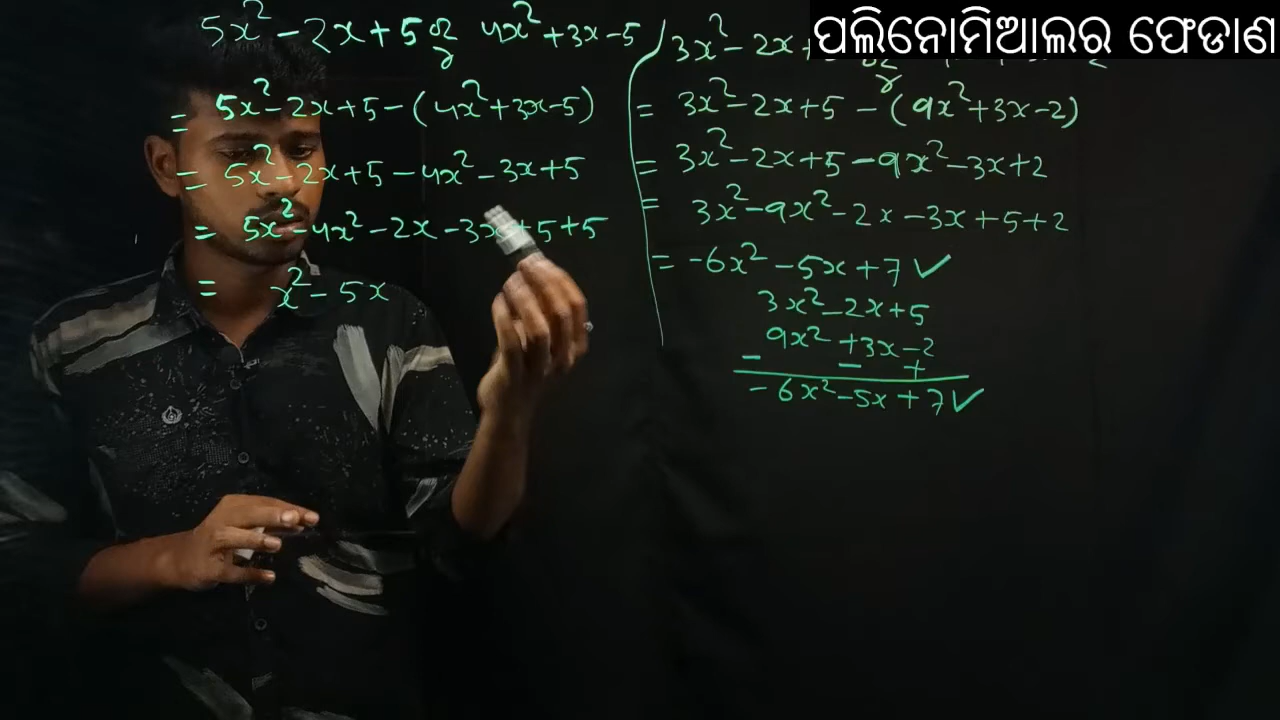 ପଲିନୋମିଆଲର ଫେଡାଣ
5x² - 2x + 5 ରୁ 4x² + 3x - 5
= 5x² - 2x + 5 - (4x² + 3x - 5)
= 5x² - 2x + 5 - 4x² - 3x + 5
= 5x² - 4x² - 2x - 3x + 5 + 5
= x² - 5x
3x² - 2x +
= 3x² - 2x + 5 - (9x² + 3x - 2)
= 3x² - 2x + 5 - 9x² - 3x + 2
= 3x² - 9x² - 2x - 3x + 5 + 2
= -6x² - 5x + 7 ✓
3x² - 2x + 5
9x² + 3x - 2
- - +
-6x² - 5x + 7 ✓